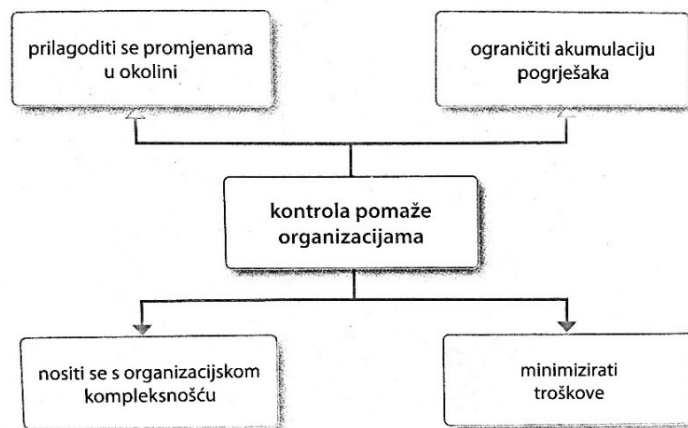 prilagoditi se promjenama
u okolini
ograničiti akumulaciju
pogrješaka
kontrola pomaže
organizacijama
nositi se s organizacijskom
kompleksnošću
minimizirati
troškove